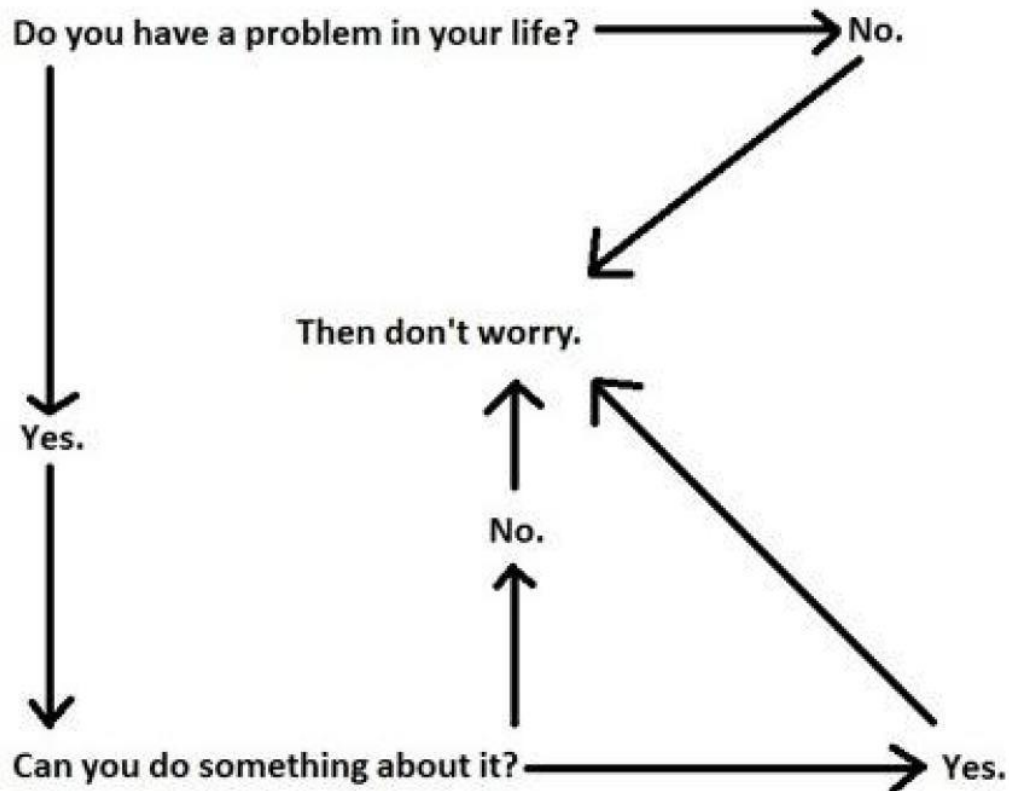 Do you have a problem in your life?
No.
Then don't worry.
Yes.
No.
Can you do something about it?
Yes.